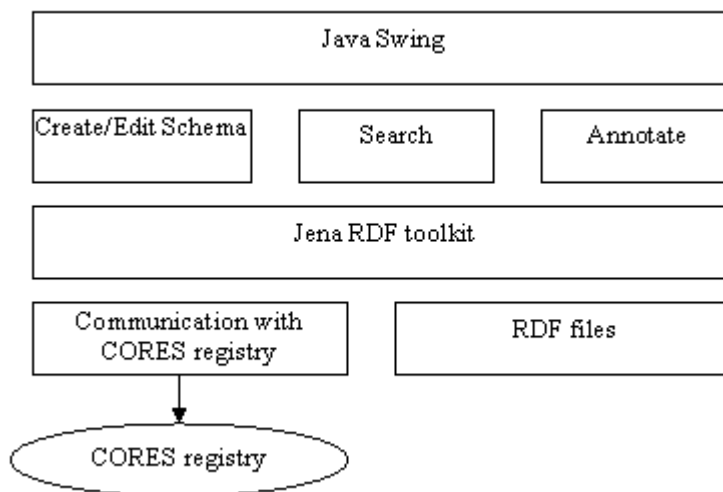 Java Swing
Create/Edit Schema
Search
Annotate
Jena RDF toolkit
Communication with
CORES registry
RDF files
CORES registry